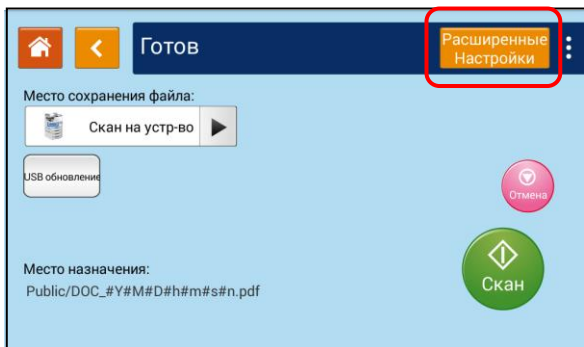 Готов
Расширенные
Настройки
Место сохранения файла:
Скан на устр-во
USB обновление
Отмена
Место назначения:
Public/DOC_#Y#M#D#h#m#s#n.pdf
Скан